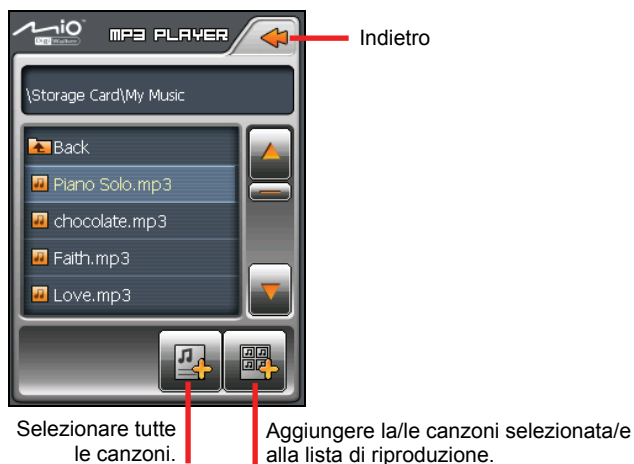 Mio
MP3 PLAYER
Indietro
\Storage Card\My Music
Back
Piano Solo.mp3
chocolate.mp3
Faith.mp3
Love.mp3
Selezionare tutte
le canzoni.
Aggiungere la/le canzoni selezionata/e
alla lista di riproduzione.